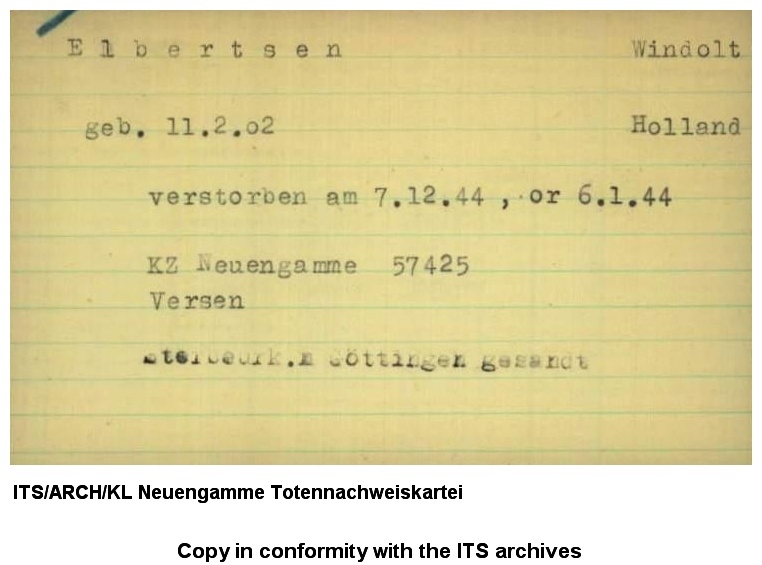 Elbertsen Windolt
geb. 11.2.o2 Holland
verstorben am 7.12.44 , or 6.1.44
KZ Neuengamme 57425
Versen
Sterbeurk.n Göttingen gesandt
ITS/ARCH/KL Neuengamme Totennachweiskartei
Copy in conformity with the ITS archives